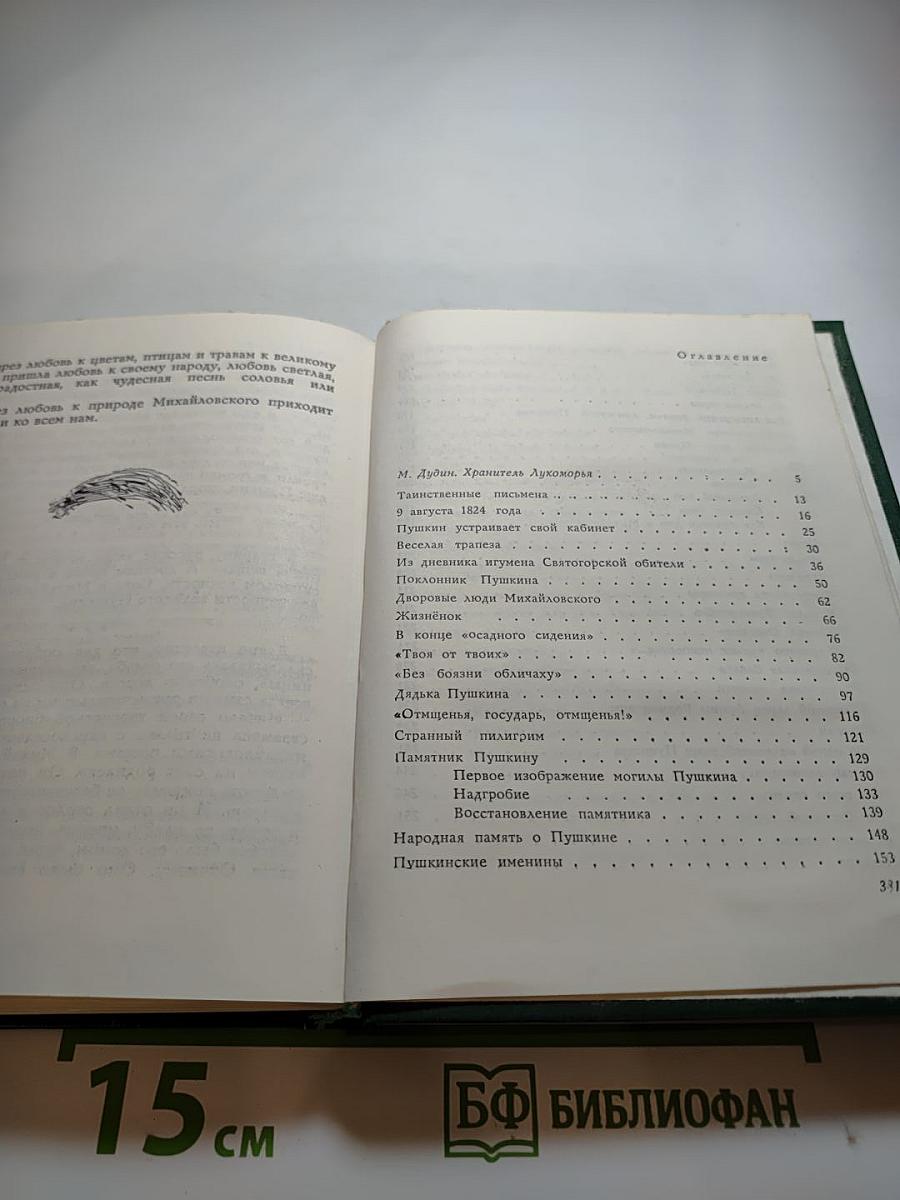 рез любовь к цветам, птицам и травам к великому
пришла любовь к своему народу, любовь светлая,
радостная, как чудесная песнь соловья или
ез любовь к природе Михайловского приходит
и ко всем нам.
Оглавление
М. Дудин. Хранитель Лукоморья . . . . . . . . . 5
Таинственные письмена . . . . . . . . . . . . 13
9 августа 1824 года . . . . . . . . . . . . 16
Пушкин устраивает свой кабинет . . . . . . . . . 25
Веселая трапеза . . . . . . . . . . . . . 30
Из дневника игумена Святогорской обители . . . . . . . 36
Поклонник Пушкина . . . . . . . . . . . . . 50
Дворовые люди Михайловского . . . . . . . . . . 62
Жизнёнок . . . . . . . . . . . . . . . 66
В конце «осадного сидения» . . . . . . . . . . . 76
«Твоя от твоих» . . . . . . . . . . . . . . 82
«Без боязни обличаху» . . . . . . . . . . . . 90
Дядька Пушкина . . . . . . . . . . . . . . 97
«Отмщенья, государь, отмщенья!» . . . . . . . . . 116
Странный пилигрим . . . . . . . . . . . . . 121
Памятник Пушкину . . . . . . . . . . . . . 129
Первое изображение могилы Пушкина . . . . . . 130
Надгробие . . . . . . . . . . . . . 133
Восстановление памятника . . . . . . . . . 139
Народная память о Пушкине . . . . . . . . . . . 148
Пушкинские именины . . . . . . . . . . . . . 153
331
15 см
БФ БИБЛИОФАН